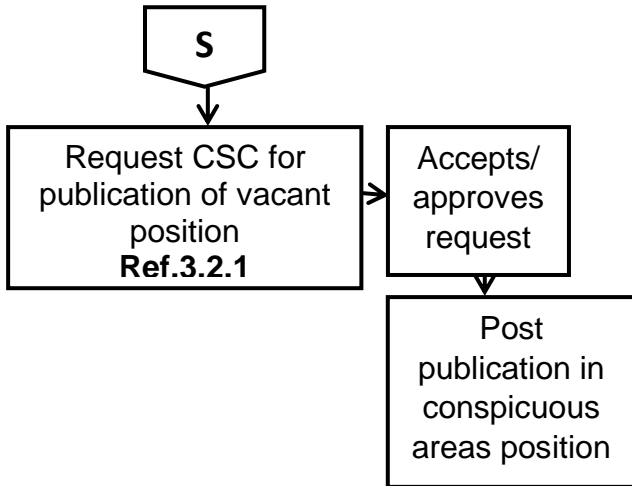 S
Request CSC for
publication of vacant
position
Ref.3.2.1
Accepts/
approves
request
Post
publication in
conspicuous
areas position